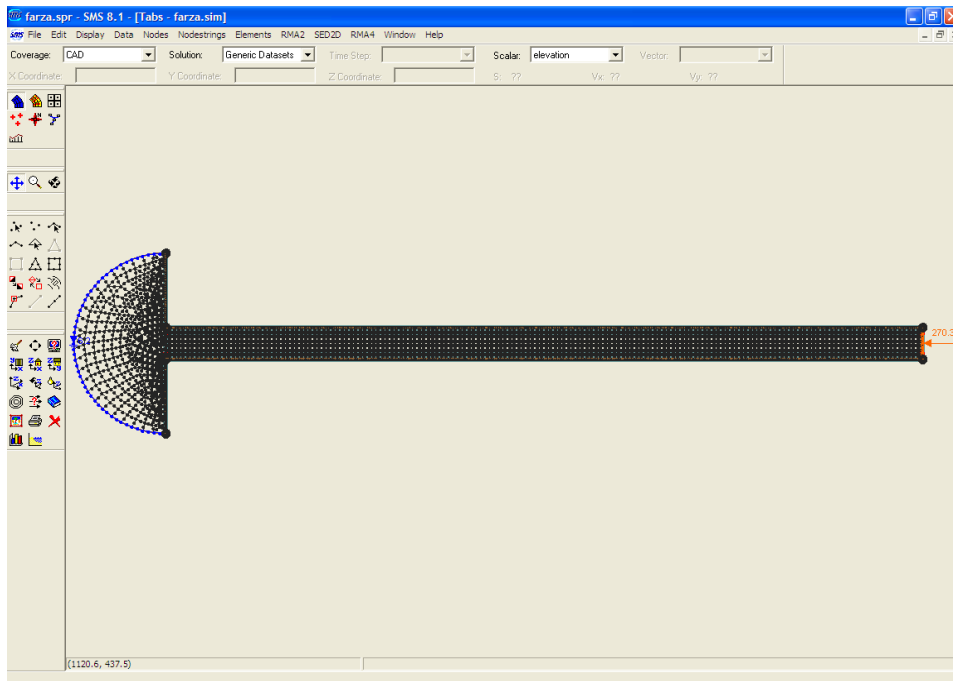 farza.spr - SMS 8.1 - [Tabs - farza.sim]
SMS File Edit Display Data Nodes Nodestrings Elements RMA2 SED2D RMA4 Window Help
Coverage: CAD Solution: Generic Datasets Time Step: Scalar: elevation Vector:
X Coordinate: Y Coordinate: Z Coordinate: S: ?? Vx: ?? Vy: ??
270.3
(1120.6, 437.5)